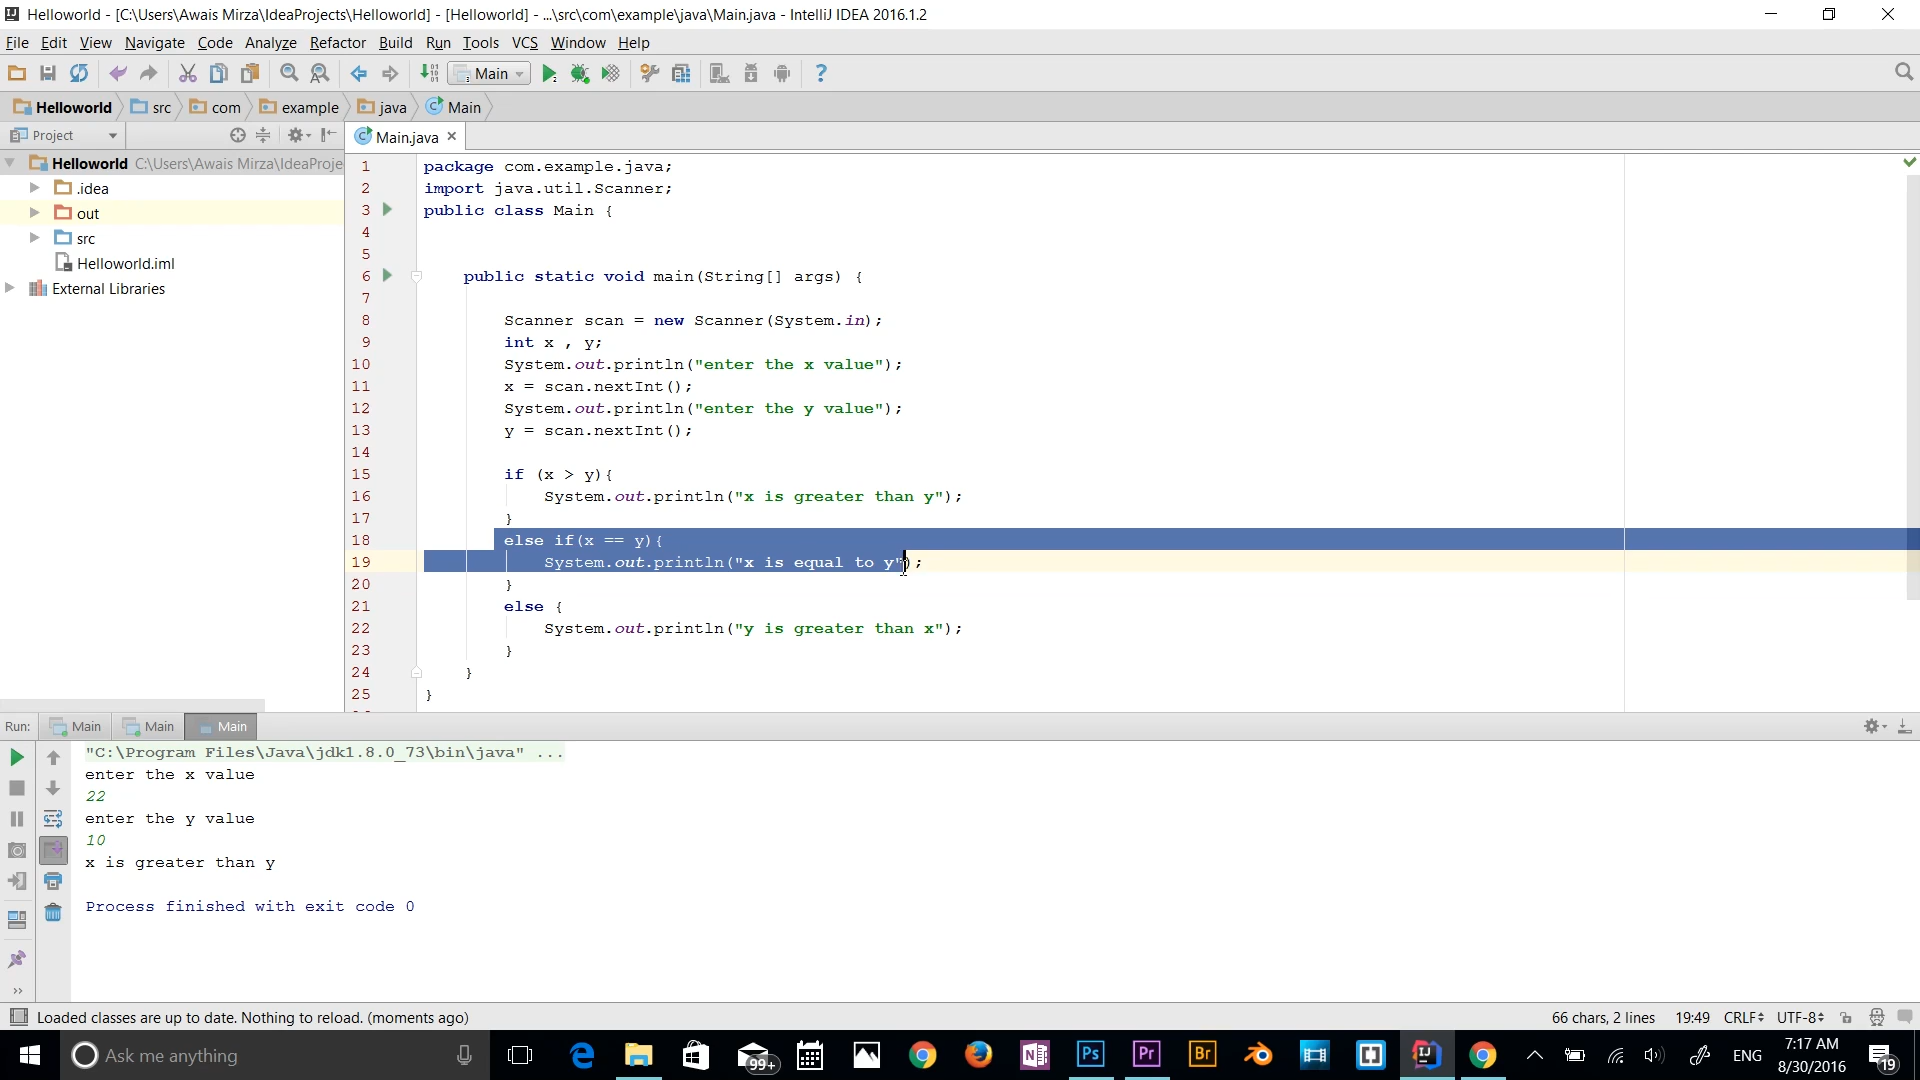 Helloworld - [C:\Users\Awais Mirza\IdeaProjects\Helloworld] - [Helloworld] - ...\src\com\example\java\Main.java - IntelliJ IDEA 2016.1.2
File Edit View Navigate Code Analyze Refactor Build Run Tools VCS Window Help
Main
Helloworld src com example java Main
Project
Main.java
Helloworld C:\Users\Awais Mirza\IdeaProje
.idea
out
src
Helloworld.iml
External Libraries
1 package com.example.java;
2 import java.util.Scanner;
3 public class Main {
4
5
6 public static void main(String[] args) {
7
8 Scanner scan = new Scanner(System.in);
9 int x , y;
10 System.out.println("enter the x value");
11 x = scan.nextInt();
12 System.out.println("enter the y value");
13 y = scan.nextInt();
14
15 if (x > y){
16 System.out.println("x is greater than y");
17 }
18 else if(x == y){
19 System.out.println("x is equal to y");
20 }
21 else {
22 System.out.println("y is greater than x");
23 }
24 }
25 }
Run: Main Main Main
"C:\Program Files\Java\jdk1.8.0_73\bin\java" ...
enter the x value
22
enter the y value
10
x is greater than y
Process finished with exit code 0
Loaded classes are up to date. Nothing to reload. (moments ago)
66 chars, 2 lines 19:49 CRLF UTF-8
Ask me anything
99+
Ps Pr Br
ENG
7:17 AM
8/30/2016
19